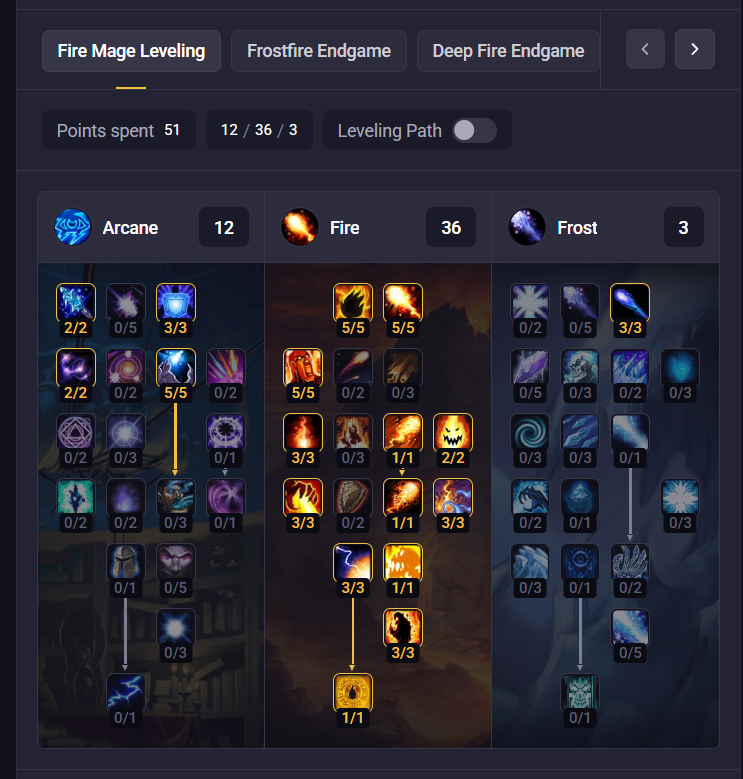 Fire Mage Leveling Frostfire Endgame Deep Fire Endgame
Points spent 51 12 / 36 / 3 Leveling Path
Arcane 12 Fire 36 Frost 3
2/2 0/5 3/3 5/5 5/5 0/2 0/5 3/3
2/2 0/2 5/5 0/2 5/5 0/2 0/3 0/5 0/3 0/2 0/3
0/2 0/3 0/1 3/3 0/3 1/1 2/2 0/3 0/3 0/1
0/2 0/2 0/3 0/1 3/3 0/2 1/1 3/3 0/2 0/1 0/3
0/1 0/5 3/3 1/1 0/3 0/1 0/2
0/3 3/3 0/5
0/1 1/1 0/1